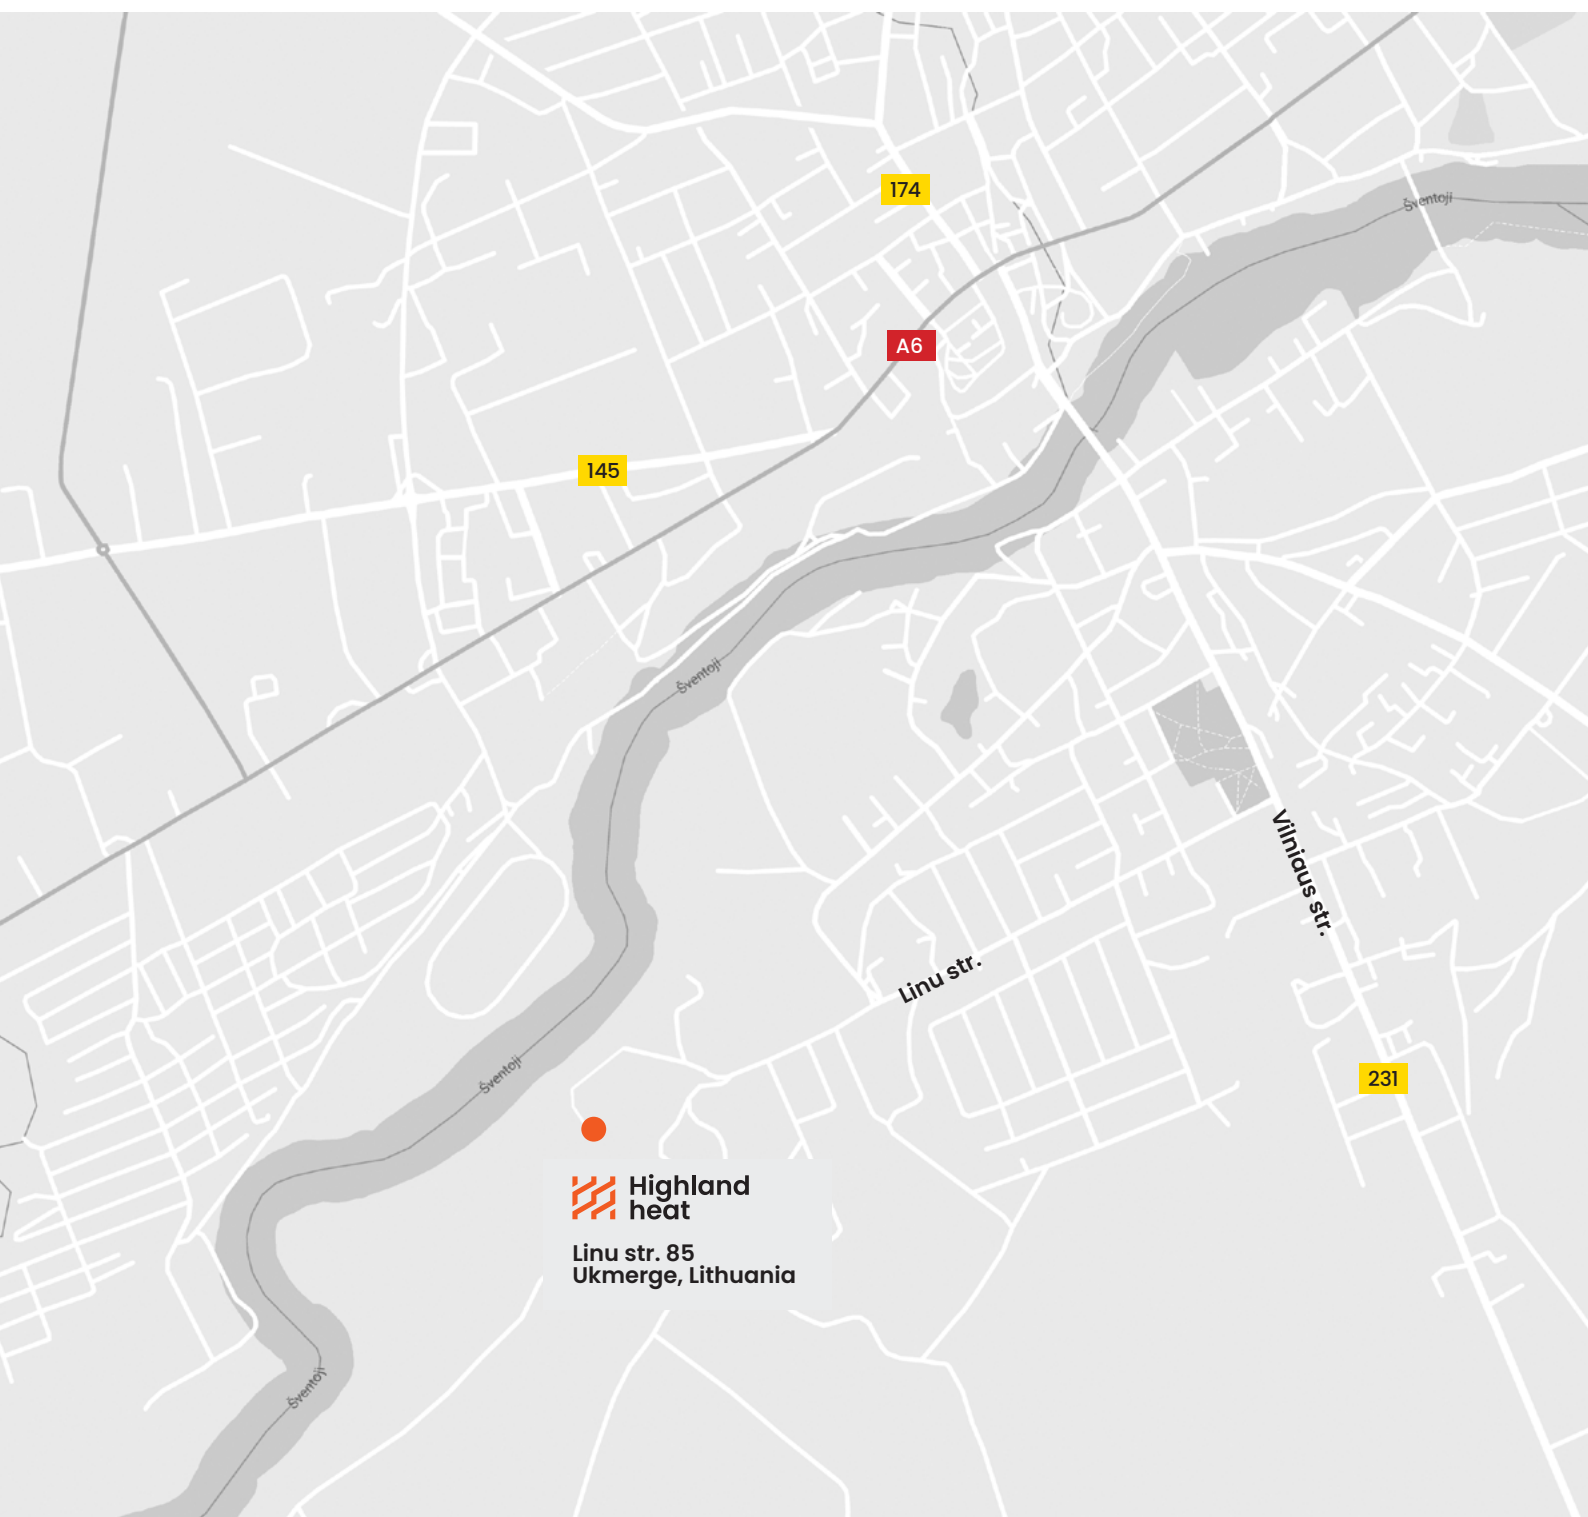 174
Šventoji
A6
145
Šventoji
Vilniaus str.
Linu str.
Šventoji
231
Highland
heat
Linu str. 85
Ukmerge, Lithuania
Šventoji